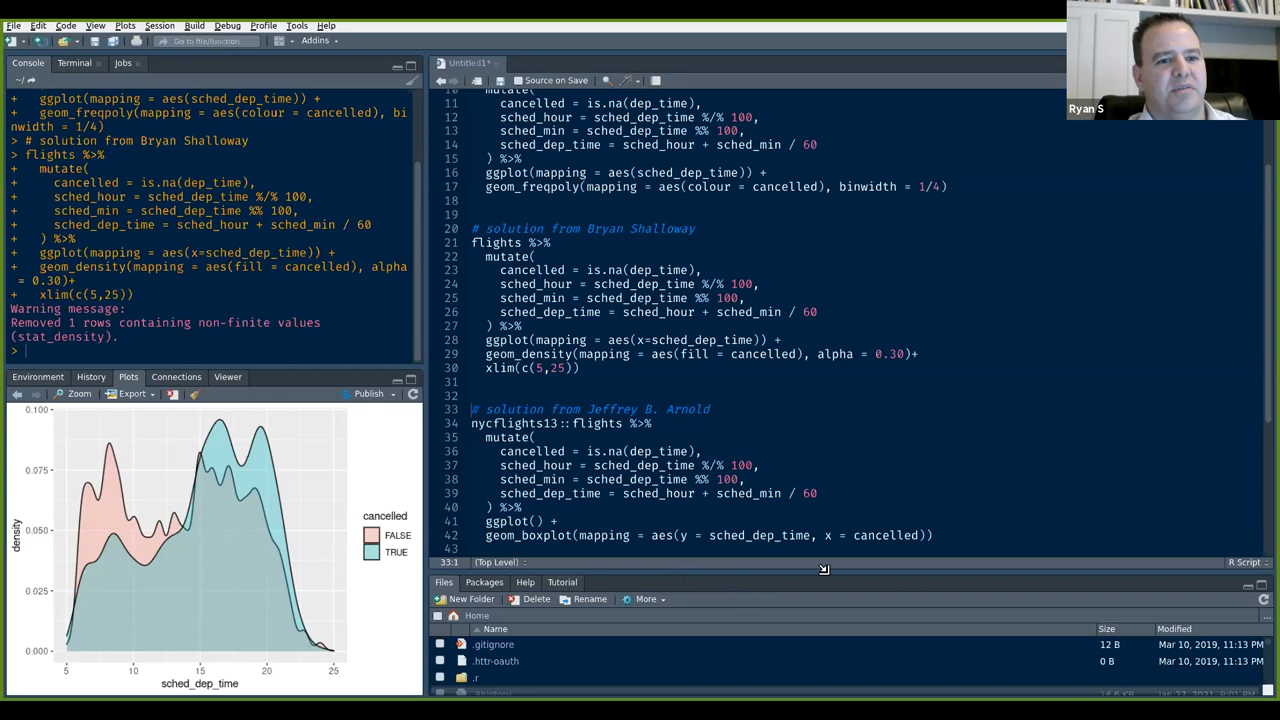 File Edit Code View Plots Session Build Debug Profile Tools Help
Go to file/function Addins
Console Terminal Jobs
~/
+ ggplot(mapping = aes(sched_dep_time)) +
+ geom_freqpoly(mapping = aes(colour = cancelled), bi
nwidth = 1/4)
> # solution from Bryan Shalloway
> flights %>%
+ mutate(
+ cancelled = is.na(dep_time),
+ sched_hour = sched_dep_time %/% 100,
+ sched_min = sched_dep_time %% 100,
+ sched_dep_time = sched_hour + sched_min / 60
+ ) %>%
+ ggplot(mapping = aes(x=sched_dep_time)) +
+ geom_density(mapping = aes(fill = cancelled), alpha
= 0.30)+
+ xlim(c(5,25))
Warning message:
Removed 1 rows containing non-finite values
(stat_density).
>
Environment History Plots Connections Viewer
Zoom Export Publish
0.100
0.075
0.050
0.025
0.000
density
5 10 15 20 25
sched_dep_time
cancelled
FALSE
TRUE
Untitled1*
Source on Save
10 mutate(
11 cancelled = is.na(dep_time),
12 sched_hour = sched_dep_time %/% 100,
13 sched_min = sched_dep_time %% 100,
14 sched_dep_time = sched_hour + sched_min / 60
15 ) %>%
16 ggplot(mapping = aes(sched_dep_time)) +
17 geom_freqpoly(mapping = aes(colour = cancelled), binwidth = 1/4)
18
19
20 # solution from Bryan Shalloway
21 flights %>%
22 mutate(
23 cancelled = is.na(dep_time),
24 sched_hour = sched_dep_time %/% 100,
25 sched_min = sched_dep_time %% 100,
26 sched_dep_time = sched_hour + sched_min / 60
27 ) %>%
28 ggplot(mapping = aes(x=sched_dep_time)) +
29 geom_density(mapping = aes(fill = cancelled), alpha = 0.30)+
30 xlim(c(5,25))
31
32
33 # solution from Jeffrey B. Arnold
34 nycflights13::flights %>%
35 mutate(
36 cancelled = is.na(dep_time),
37 sched_hour = sched_dep_time %/% 100,
38 sched_min = sched_dep_time %% 100,
39 sched_dep_time = sched_hour + sched_min / 60
40 ) %>%
41 ggplot() +
42 geom_boxplot(mapping = aes(y = sched_dep_time, x = cancelled))
43
33:1 (Top Level) R Script
Files Packages Help Tutorial
New Folder Delete Rename More
Home
Name Size Modified
.gitignore 12 B Mar 10, 2019, 11:13 PM
.httr-oauth 0 B Mar 10, 2019, 11:13 PM
.r
.Rhistory 16.6 KB Jan 27, 2021, 8:01 PM
Ryan S